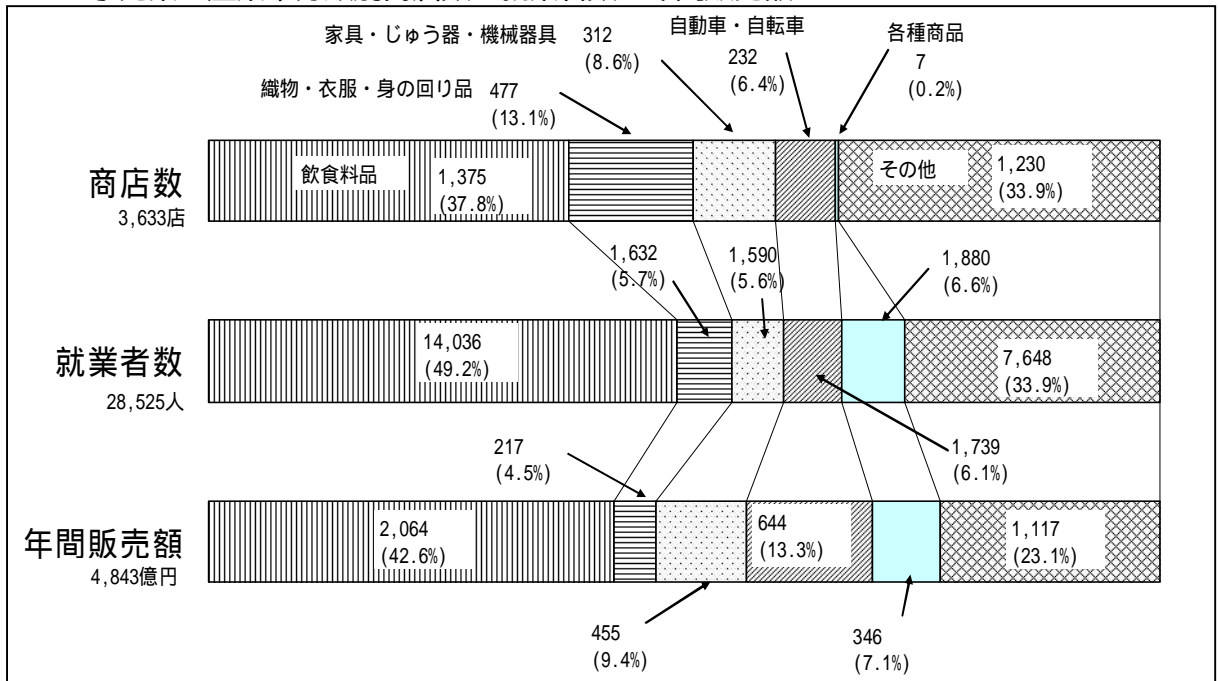 家具・じゅう器・機械器具 312
(8.6%)
自動車・自転車
232
(6.4%)
各種商品
7
(0.2%)
織物・衣服・身の回り品 477
(13.1%)
商店数
3,633店
飲食料品
1,375
(37.8%)
その他
1,230
(33.9%)
1,632
(5.7%)
1,590
(5.6%)
1,880
(6.6%)
就業者数
28,525人
14,036
(49.2%)
7,648
(33.9%)
1,739
(6.1%)
217
(4.5%)
年間販売額
4,843億円
2,064
(42.6%)
644
(13.3%)
1,117
(23.1%)
455
(9.4%)
346
(7.1%)